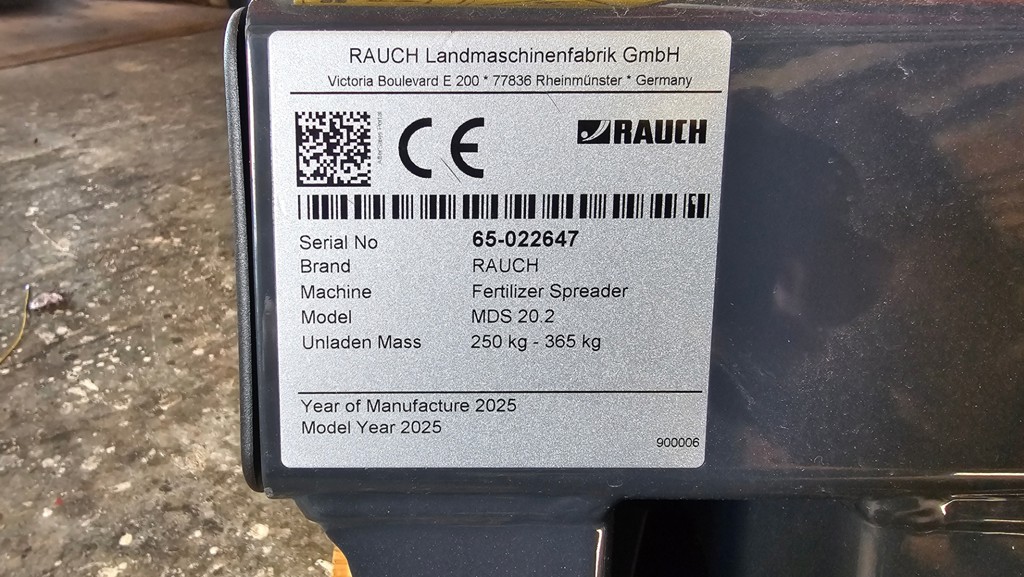 RAUCH Landmaschinenfabrik GmbH
Victoria Boulevard E 200 * 77836 Rheinmünster * Germany
CE
RAUCH
Serial No 65-022647
Brand RAUCH
Machine Fertilizer Spreader
Model MDS 20.2
Unladen Mass 250 kg - 365 kg
Year of Manufacture 2025
Model Year 2025
900006